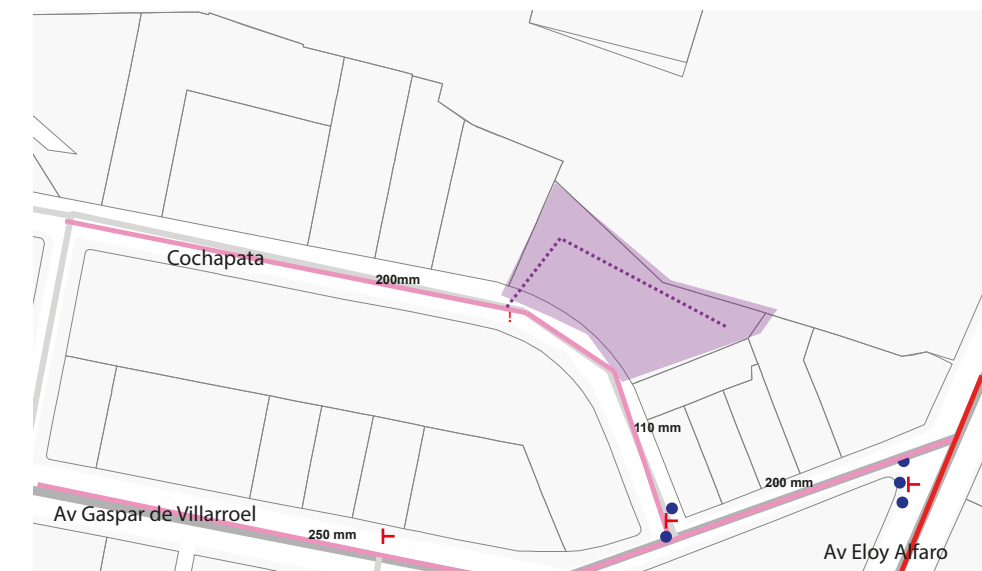 Cochapata
200mm
!
110 mm
200 mm
Av Gaspar de Villarroel
250 mm
Av Eloy Alfaro